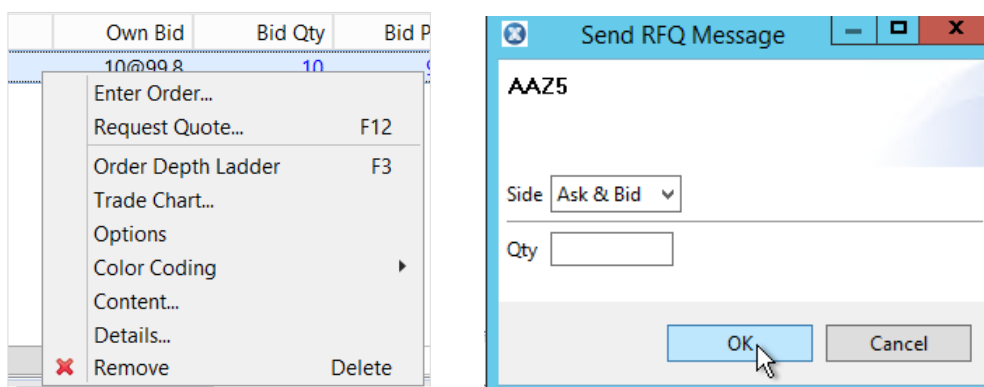 Own Bid Bid Qty Bid P
10@99.8 10
Enter Order...
Request Quote... F12
Order Depth Ladder F3
Trade Chart...
Options
Color Coding
Content...
Details...
Remove Delete
Send RFQ Message
AAZ5
Side Ask & Bid
Qty
OK Cancel